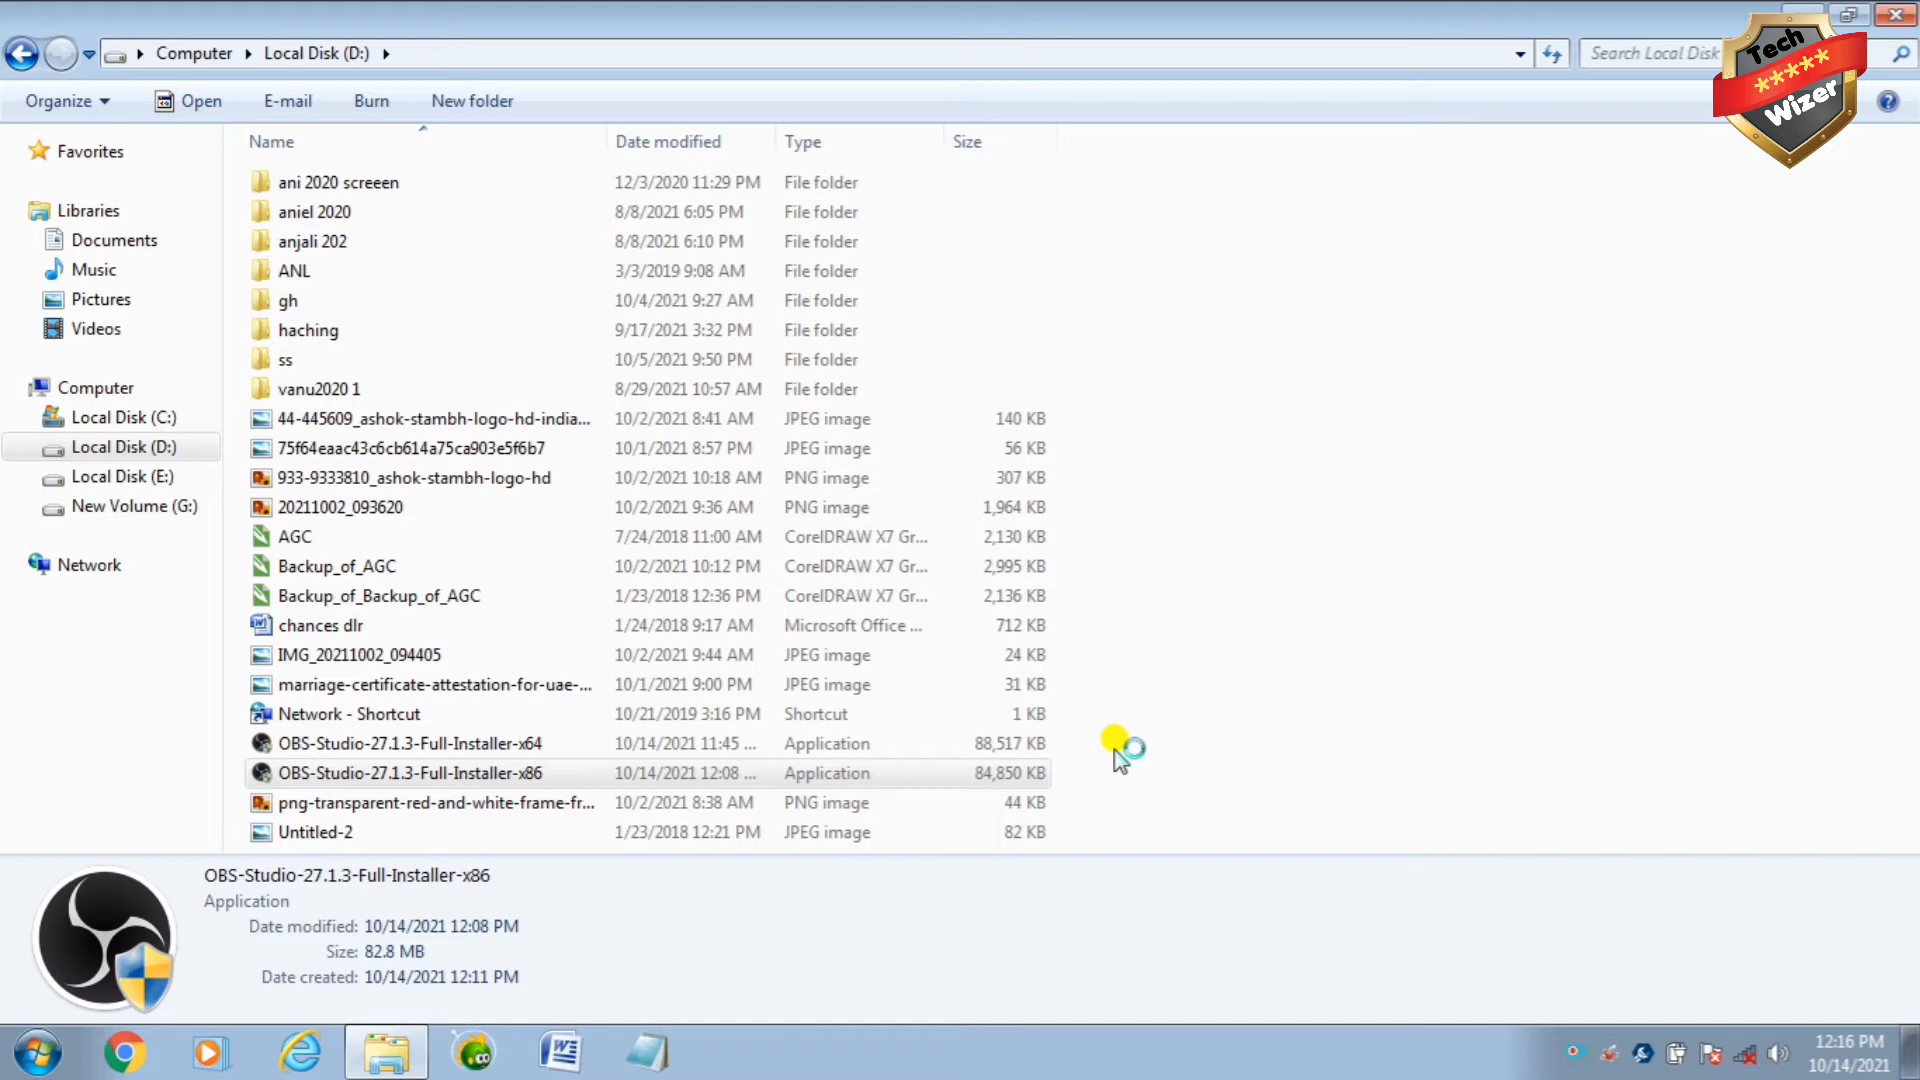 Computer Local Disk (D:) Search Local Disk
Tech
*****
Wizer
Organize Open E-mail Burn New folder
Name Date modified Type Size
Favorites
Libraries
Documents
Music
Pictures
Videos
Computer
Local Disk (C:)
Local Disk (D:)
Local Disk (E:)
New Volume (G:)
Network
ani 2020 screeen 12/3/2020 11:29 PM File folder
aniel 2020 8/8/2021 6:05 PM File folder
anjali 202 8/8/2021 6:10 PM File folder
ANL 3/3/2019 9:08 AM File folder
gh 10/4/2021 9:27 AM File folder
haching 9/17/2021 3:32 PM File folder
ss 10/5/2021 9:50 PM File folder
vanu2020 1 8/29/2021 10:57 AM File folder
44-445609_ashok-stambh-logo-hd-india... 10/2/2021 8:41 AM JPEG image 140 KB
75f64eaac43c6cb614a75ca903e5f6b7 10/1/2021 8:57 PM JPEG image 56 KB
933-9333810_ashok-stambh-logo-hd 10/2/2021 10:18 AM PNG image 307 KB
20211002_093620 10/2/2021 9:36 AM PNG image 1,964 KB
AGC 7/24/2018 11:00 AM CorelDRAW X7 Gr... 2,130 KB
Backup_of_AGC 10/2/2021 10:12 PM CorelDRAW X7 Gr... 2,995 KB
Backup_of_Backup_of_AGC 1/23/2018 12:36 PM CorelDRAW X7 Gr... 2,136 KB
chances dlr 1/24/2018 9:17 AM Microsoft Office ... 712 KB
IMG_20211002_094405 10/2/2021 9:44 AM JPEG image 24 KB
marriage-certificate-attestation-for-uae-... 10/1/2021 9:00 PM JPEG image 31 KB
Network - Shortcut 10/21/2019 3:16 PM Shortcut 1 KB
OBS-Studio-27.1.3-Full-Installer-x64 10/14/2021 11:45 ... Application 88,517 KB
OBS-Studio-27.1.3-Full-Installer-x86 10/14/2021 12:08 ... Application 84,850 KB
png-transparent-red-and-white-frame-fr... 10/2/2021 8:38 AM PNG image 44 KB
Untitled-2 1/23/2018 12:21 PM JPEG image 82 KB
OBS-Studio-27.1.3-Full-Installer-x86
Application
Date modified: 10/14/2021 12:08 PM
Size: 82.8 MB
Date created: 10/14/2021 12:11 PM
12:16 PM
10/14/2021